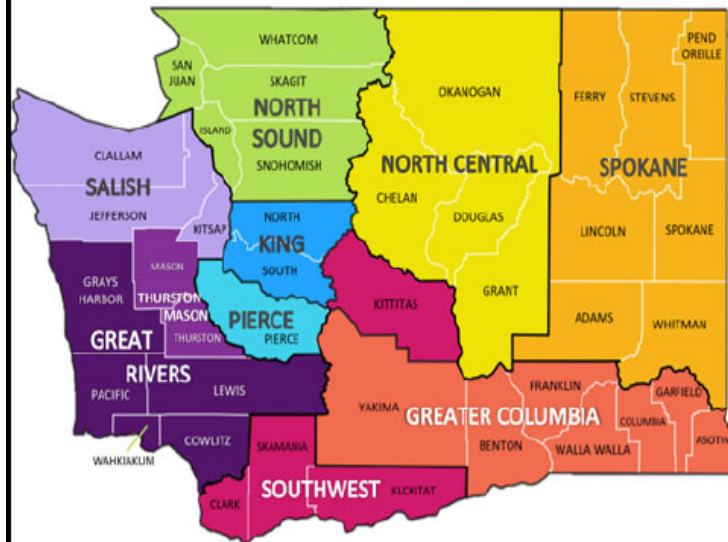 WHATCOM
SAN
JUAN
SKAGIT
NORTH
SOUND
ISLAND
SNOHOMISH
CLALLAM
SALISH
JEFFERSON
KITSAP
NORTH
KING
SOUTH
MASON
THURSTON
MASON
THURSTON
GRAYS
HARBOR
GREAT
RIVERS
PACIFIC
LEWIS
WAHKIAKUM
COWLITZ
PIERCE
PIERCE
OKANOGAN
NORTH CENTRAL
CHELAN
DOUGLAS
GRANT
KITTITAS
PEND
OREILLE
FERRY
STEVENS
SPOKANE
LINCOLN
SPOKANE
ADAMS
WHITMAN
YAKIMA
GREATER COLUMBIA
FRANKLIN
BENTON
WALLA WALLA
COLUMBIA
GARFIELD
ASOTIN
SKAMANIA
SOUTHWEST
CLARK
KLCKITAT